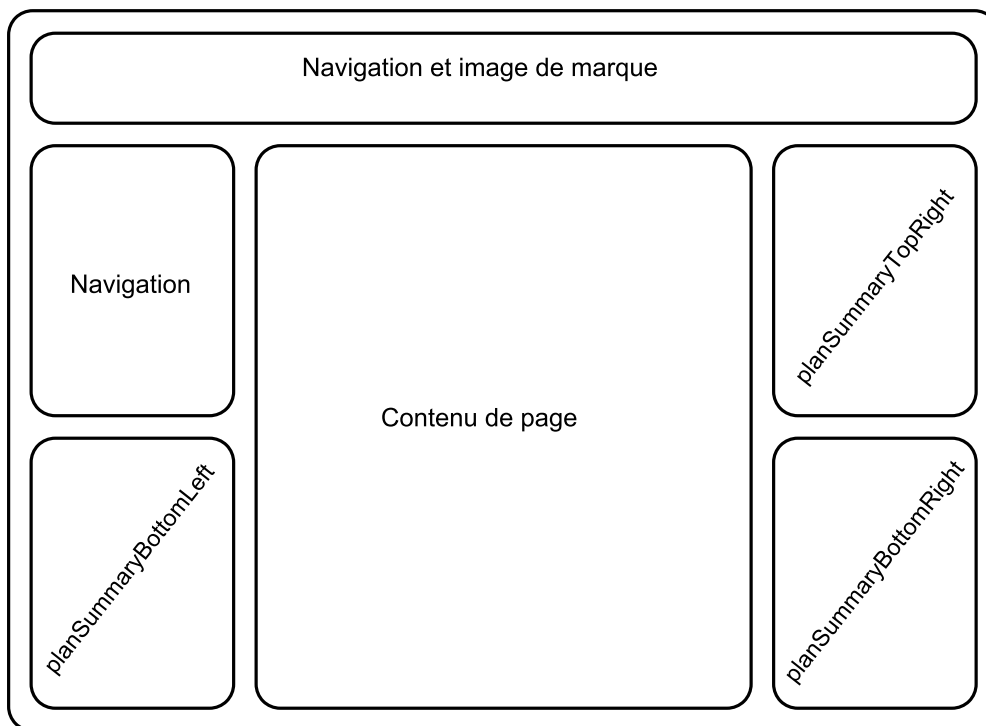 Navigation et image de marque
Navigation
planSummaryTopRight
Contenu de page
planSummaryBottomLeft
planSummaryBottomRight